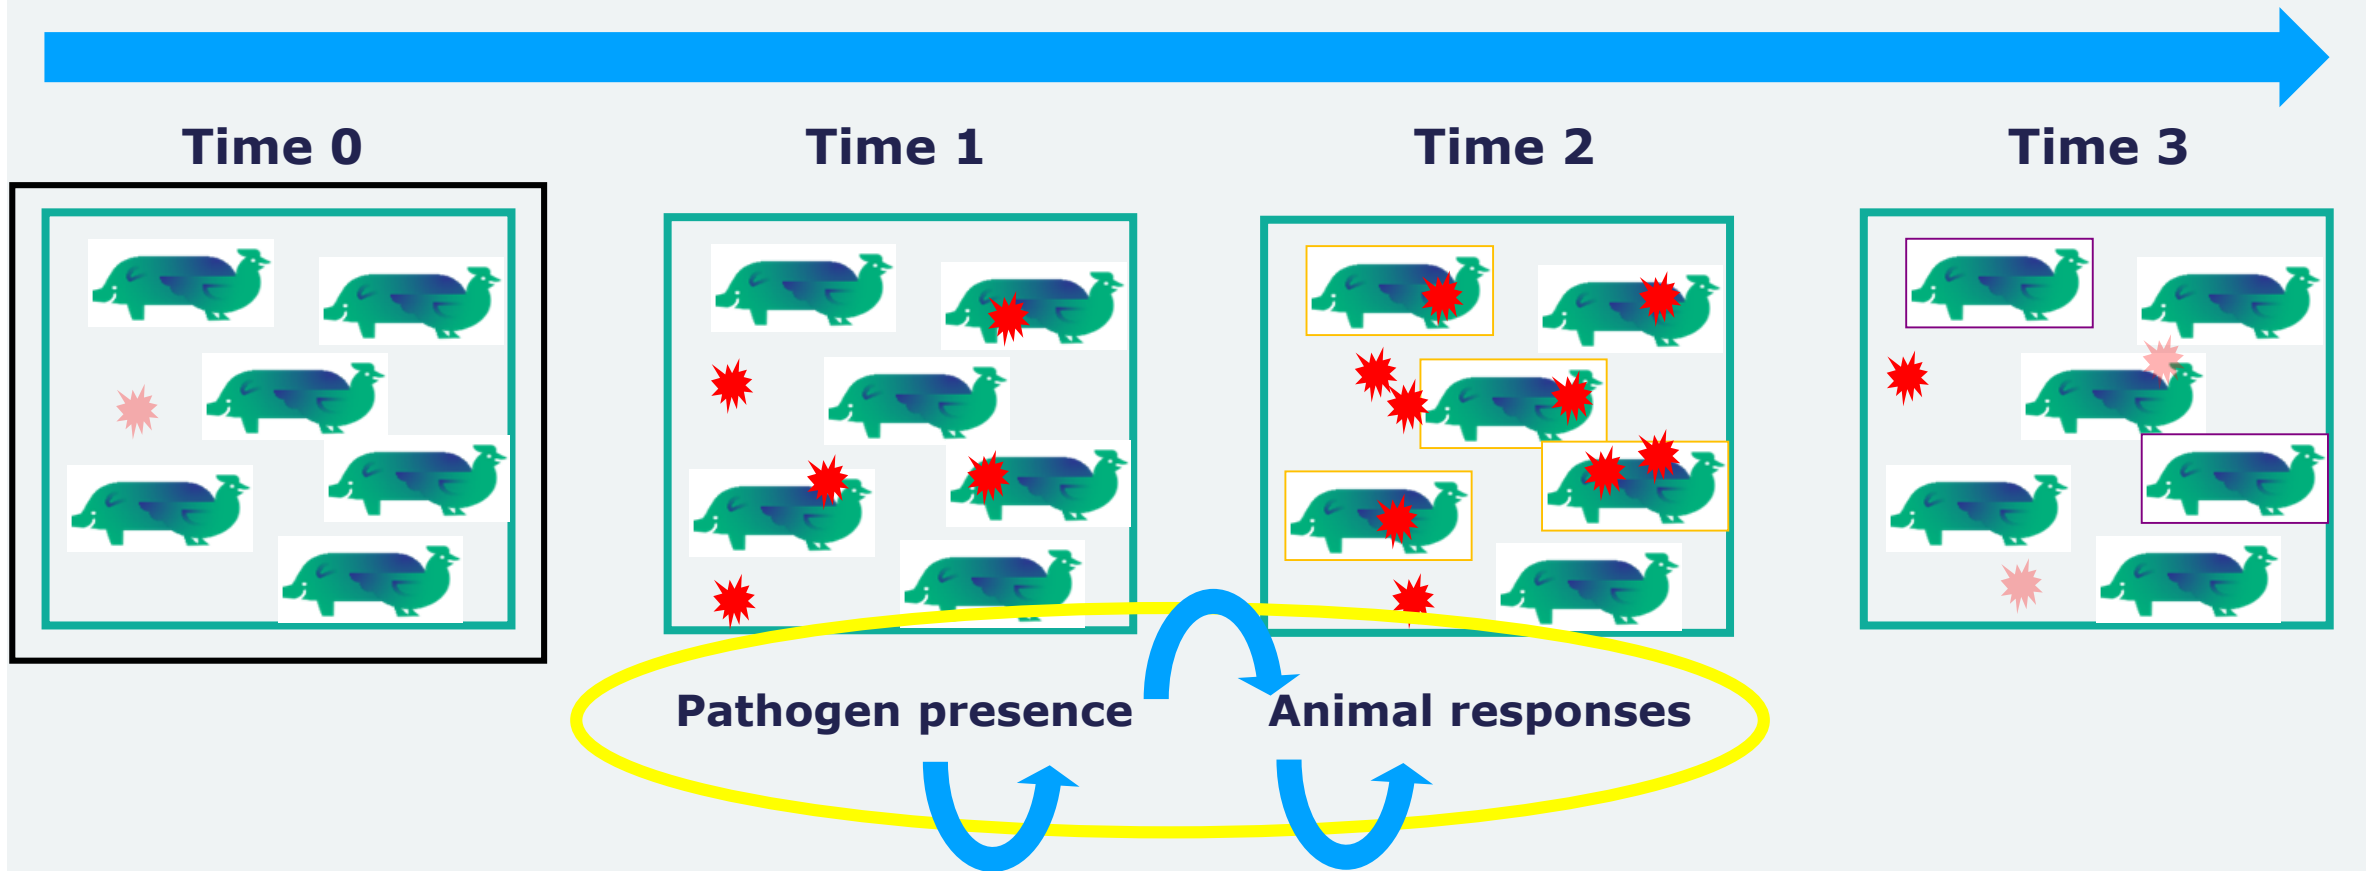 Time 0
Time 1
Time 2
Time 3
Pathogen presence
Animal responses